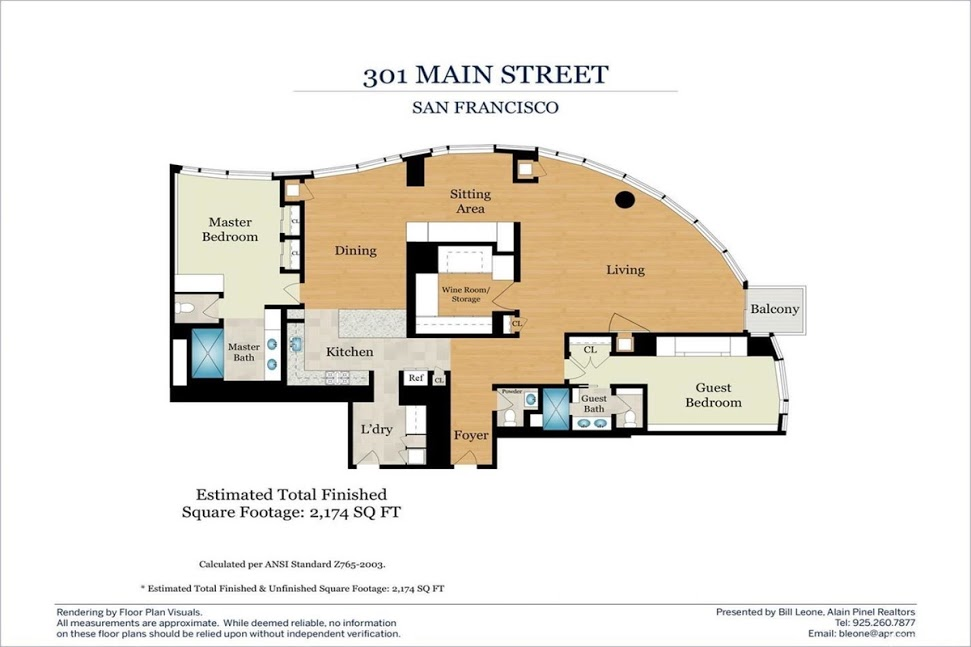 301 MAIN STREET
SAN FRANCISCO
Sitting
Area
Master
Bedroom
CL
Dining
CL
Living
Wine Room/
Storage
Balcony
CL
Master
Bath
Kitchen
CL
Ref
CL
Guest
Bedroom
Powder
Guest
Bath
L'dry
Foyer
Estimated Total Finished
Square Footage: 2,174 SQ FT
Calculated per ANSI Standard Z765-2003.
* Estimated Total Finished & Unfinished Square Footage: 2,174 SQ FT
Rendering by Floor Plan Visuals.
All measurements are approximate. While deemed reliable, no information
on these floor plans should be relied upon without independent verification.
Presented by Bill Leone, Alain Pinel Realtors
Tel: 925.260.7877
Email: bleone@apr.com